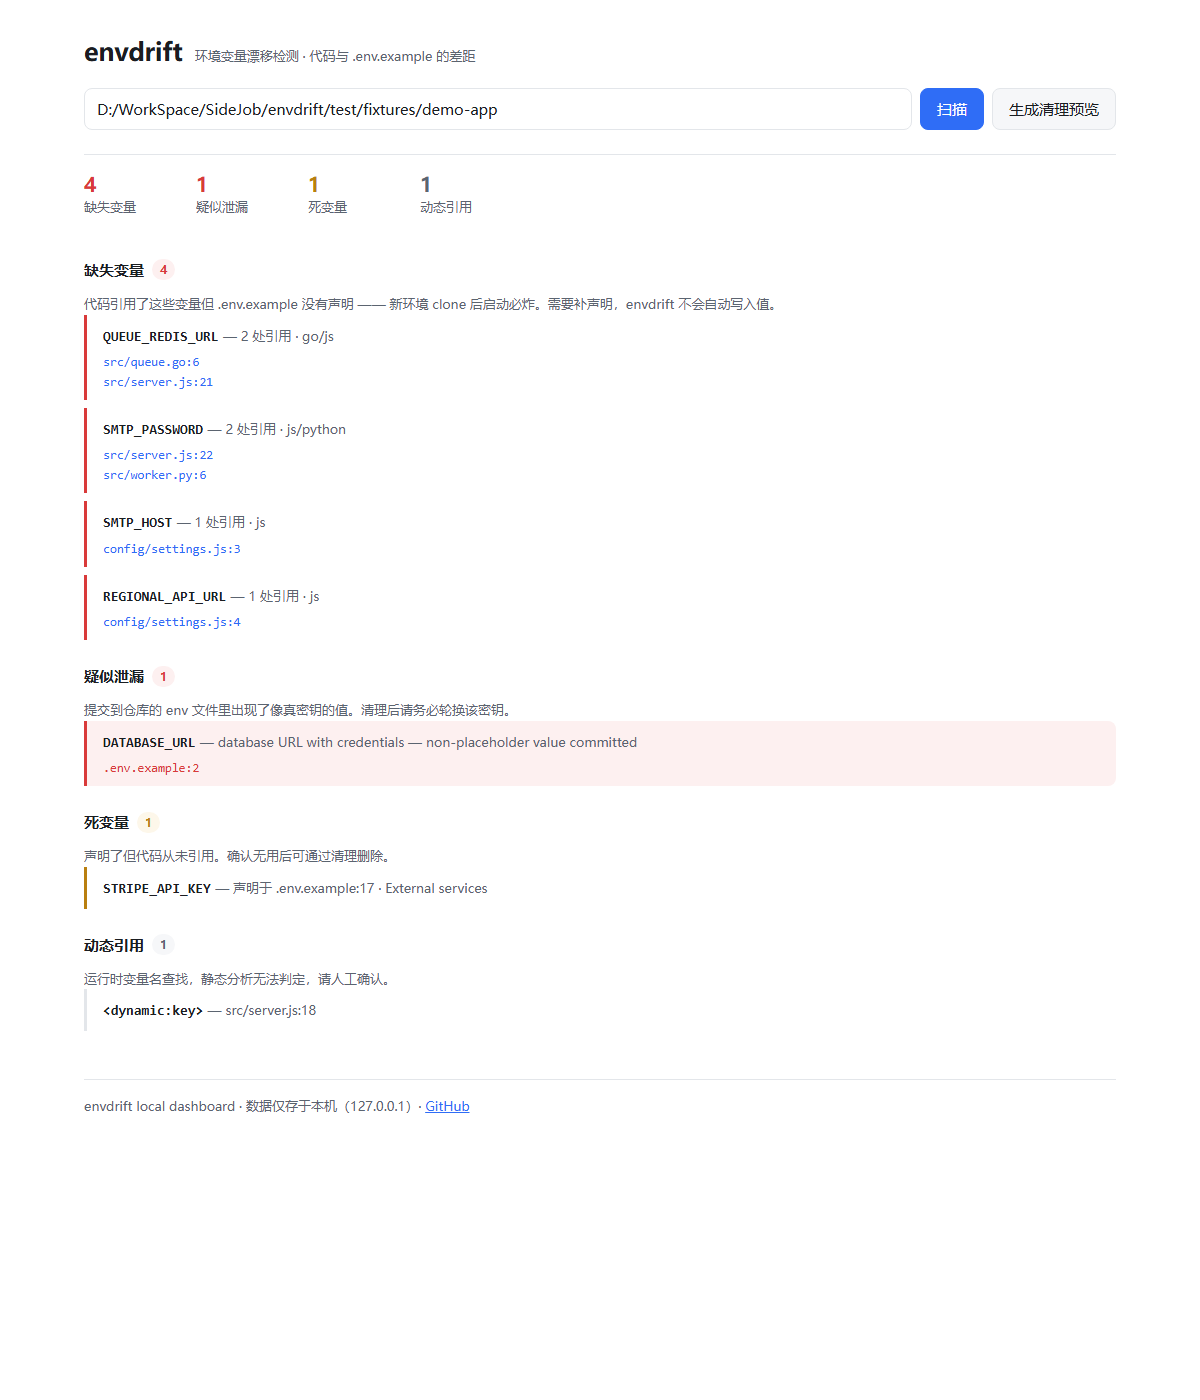 envdrift 环境变量漂移检测 · 代码与 .env.example 的差距
D:/WorkSpace/SideJob/envdrift/test/fixtures/demo-app 扫描 生成清理预览
4 1 1 1
缺失变量 疑似泄漏 死变量 动态引用
缺失变量 4
代码引用了这些变量但 .env.example 没有声明 —— 新环境 clone 后启动必炸。需要补声明，envdrift 不会自动写入值。
QUEUE_REDIS_URL — 2 处引用 · go/js
src/queue.go:6
src/server.js:21
SMTP_PASSWORD — 2 处引用 · js/python
src/server.js:22
src/worker.py:6
SMTP_HOST — 1 处引用 · js
config/settings.js:3
REGIONAL_API_URL — 1 处引用 · js
config/settings.js:4
疑似泄漏 1
提交到仓库的 env 文件里出现了像真密钥的值。清理后请务必轮换该密钥。
DATABASE_URL — database URL with credentials — non-placeholder value committed
.env.example:2
死变量 1
声明了但代码从未引用。确认无用后可通过清理删除。
STRIPE_API_KEY — 声明于 .env.example:17 · External services
动态引用 1
运行时变量名查找，静态分析无法判定，请人工确认。
<dynamic:key> — src/server.js:18
envdrift local dashboard · 数据仅存于本机（127.0.0.1）· GitHub